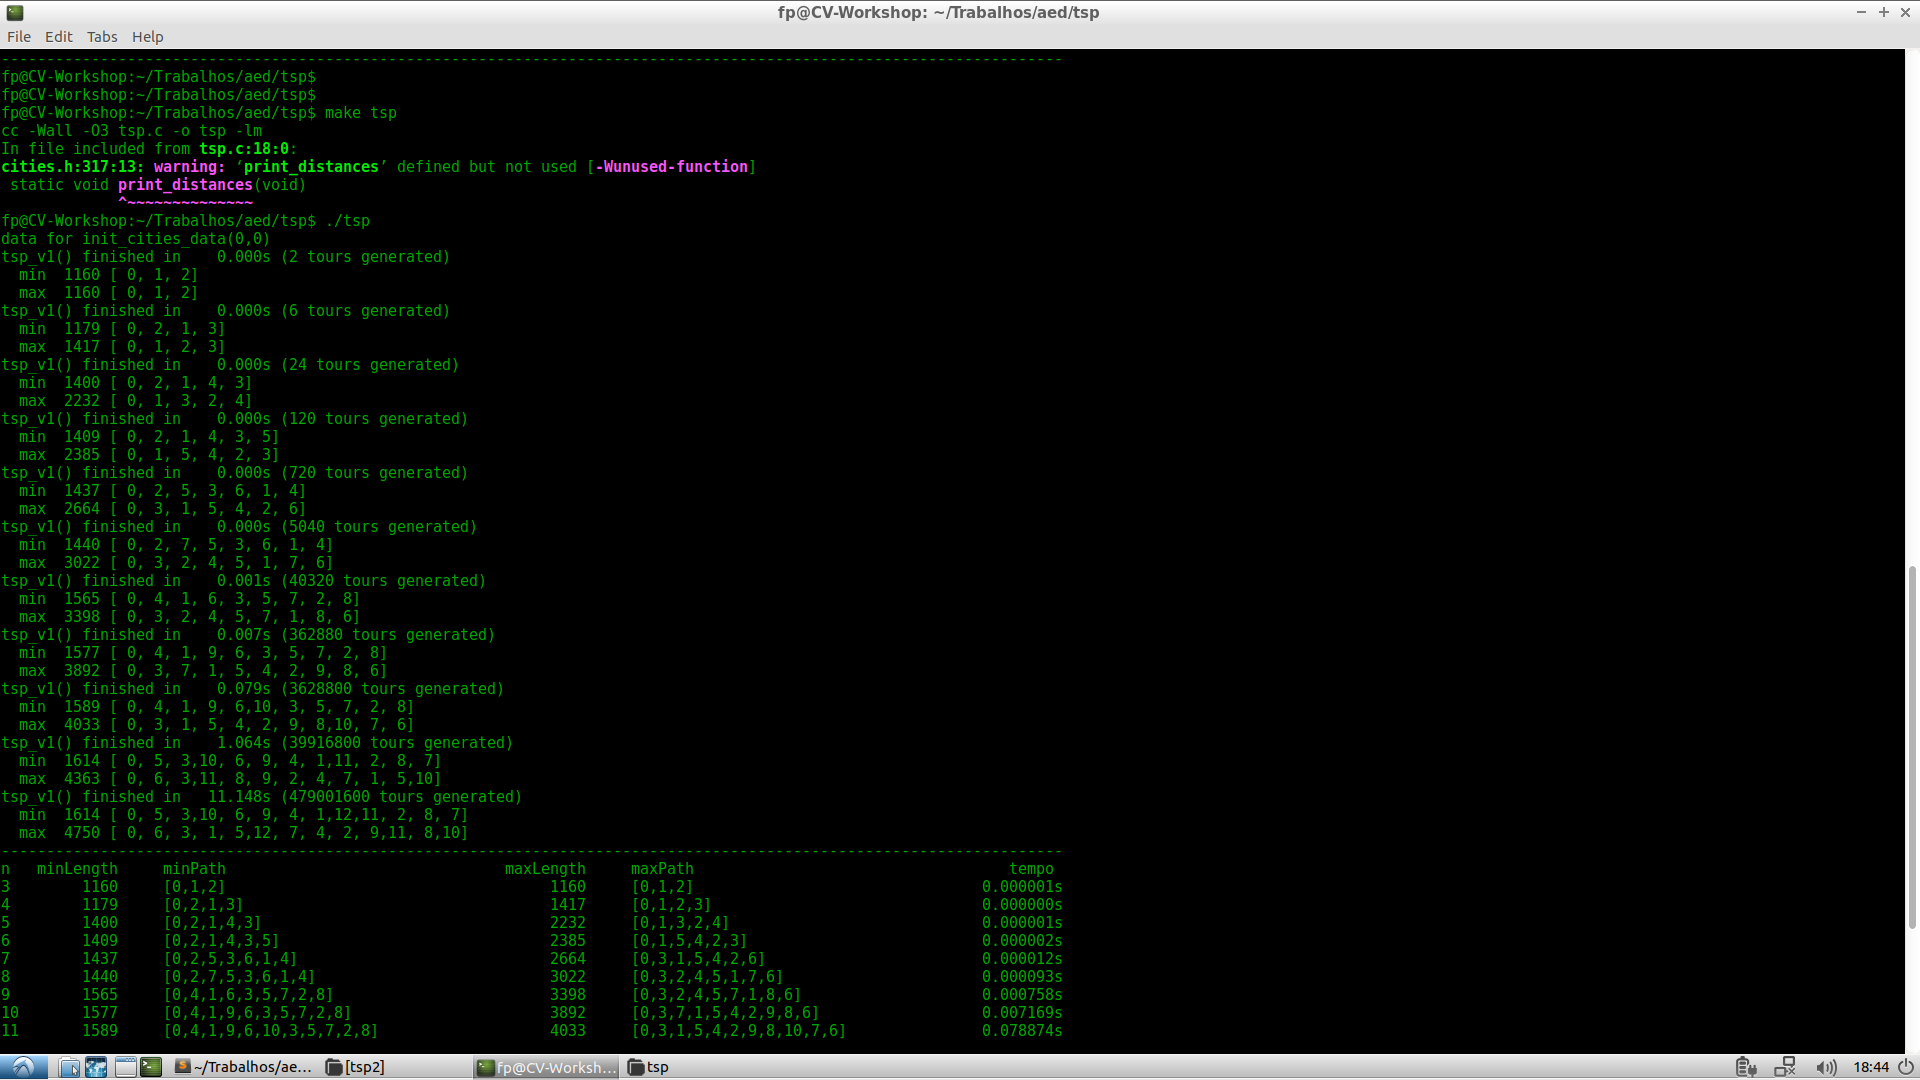 fp@CV-Workshop: ~/Trabalhos/aed/tsp
File Edit Tabs Help
--------------------------------------------------------------------------------------------------------------------
fp@CV-Workshop:~/Trabalhos/aed/tsp$
fp@CV-Workshop:~/Trabalhos/aed/tsp$
fp@CV-Workshop:~/Trabalhos/aed/tsp$ make tsp
cc -Wall -O3 tsp.c -o tsp -lm
In file included from tsp.c:18:0:
cities.h:317:13: warning: ‘print_distances’ defined but not used [-Wunused-function]
 static void print_distances(void)
             ^~~~~~~~~~~~~~~
fp@CV-Workshop:~/Trabalhos/aed/tsp$ ./tsp
data for init_cities_data(0,0)
tsp_v1() finished in    0.000s (2 tours generated)
  min  1160 [ 0, 1, 2]
  max  1160 [ 0, 1, 2]
tsp_v1() finished in    0.000s (6 tours generated)
  min  1179 [ 0, 2, 1, 3]
  max  1417 [ 0, 1, 2, 3]
tsp_v1() finished in    0.000s (24 tours generated)
  min  1400 [ 0, 2, 1, 4, 3]
  max  2232 [ 0, 1, 3, 2, 4]
tsp_v1() finished in    0.000s (120 tours generated)
  min  1409 [ 0, 2, 1, 4, 3, 5]
  max  2385 [ 0, 1, 5, 4, 2, 3]
tsp_v1() finished in    0.000s (720 tours generated)
  min  1437 [ 0, 2, 5, 3, 6, 1, 4]
  max  2664 [ 0, 3, 1, 5, 4, 2, 6]
tsp_v1() finished in    0.000s (5040 tours generated)
  min  1440 [ 0, 2, 7, 5, 3, 6, 1, 4]
  max  3022 [ 0, 3, 2, 4, 5, 1, 7, 6]
tsp_v1() finished in    0.001s (40320 tours generated)
  min  1565 [ 0, 4, 1, 6, 3, 5, 7, 2, 8]
  max  3398 [ 0, 3, 2, 4, 5, 7, 1, 8, 6]
tsp_v1() finished in    0.007s (362880 tours generated)
  min  1577 [ 0, 4, 1, 9, 6, 3, 5, 7, 2, 8]
  max  3892 [ 0, 3, 7, 1, 5, 4, 2, 9, 8, 6]
tsp_v1() finished in    0.079s (3628800 tours generated)
  min  1589 [ 0, 4, 1, 9, 6,10, 3, 5, 7, 2, 8]
  max  4033 [ 0, 3, 1, 5, 4, 2, 9, 8,10, 7, 6]
tsp_v1() finished in    1.064s (39916800 tours generated)
  min  1614 [ 0, 5, 3,10, 6, 9, 4, 1,11, 2, 8, 7]
  max  4363 [ 0, 6, 3,11, 8, 9, 2, 4, 7, 1, 5,10]
tsp_v1() finished in   11.148s (479001600 tours generated)
  min  1614 [ 0, 5, 3,10, 6, 9, 4, 1,12,11, 2, 8, 7]
  max  4750 [ 0, 6, 3, 1, 5,12, 7, 4, 2, 9,11, 8,10]
--------------------------------------------------------------------------------------------------------------------
n   minLength     minPath                               maxLength     maxPath                                   tempo
3        1160     [0,1,2]                                    1160     [0,1,2]                                0.000001s
4        1179     [0,2,1,3]                                  1417     [0,1,2,3]                              0.000000s
5        1400     [0,2,1,4,3]                                2232     [0,1,3,2,4]                            0.000001s
6        1409     [0,2,1,4,3,5]                              2385     [0,1,5,4,2,3]                          0.000002s
7        1437     [0,2,5,3,6,1,4]                            2664     [0,3,1,5,4,2,6]                        0.000012s
8        1440     [0,2,7,5,3,6,1,4]                          3022     [0,3,2,4,5,1,7,6]                      0.000093s
9        1565     [0,4,1,6,3,5,7,2,8]                        3398     [0,3,2,4,5,7,1,8,6]                    0.000758s
10       1577     [0,4,1,9,6,3,5,7,2,8]                      3892     [0,3,7,1,5,4,2,9,8,6]                  0.007169s
11       1589     [0,4,1,9,6,10,3,5,7,2,8]                   4033     [0,3,1,5,4,2,9,8,10,7,6]               0.078874s
~/Trabalhos/ae... [tsp2] fp@CV-Worksh... tsp 18:44